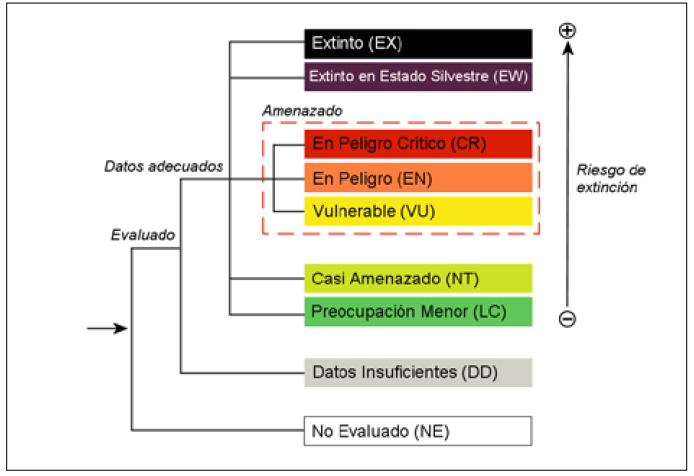 Extinto (EX)
Extinto en Estado Silvestre (EW)
Amenazado
En Peligro Critico (CR)
Datos adecuados
En Peligro (EN)
Riesgo de
extinción
Vulnerable (VU)
Evaluado
Casi Amenazado (NT)
Preocupación Menor (LC)
Datos Insuficientes (DD)
No Evaluado (NE)